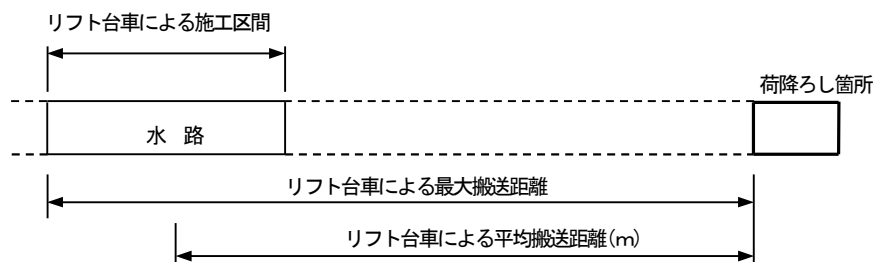 リフト台車による施工区間
荷降ろし箇所
水 路
リフト台車による最大搬送距離
リフト台車による平均搬送距離(m)